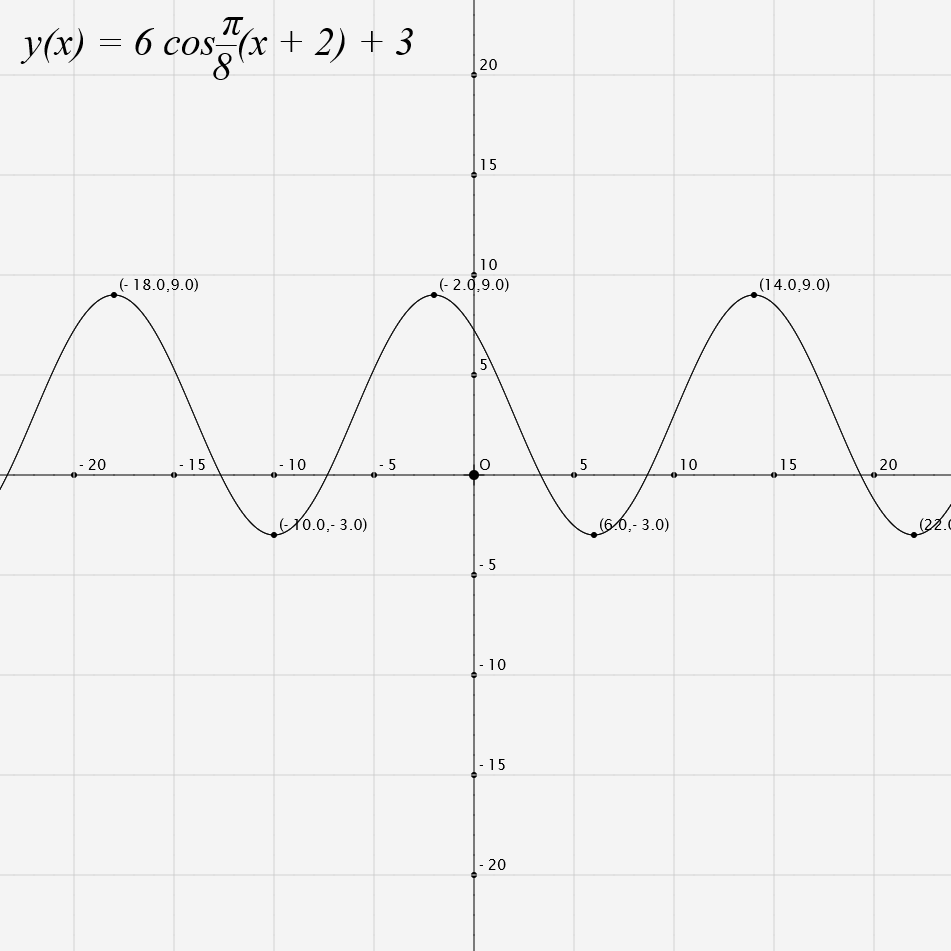 y(x) = 6 cos π/8 (x + 2) + 3
20
15
10
(- 18.0,9.0) (- 2.0,9.0) (14.0,9.0)
5
- 20 - 15 - 10 - 5 O 5 10 15 20
(- 10.0,- 3.0) (6.0,- 3.0) (22.0
- 5
- 10
- 15
- 20